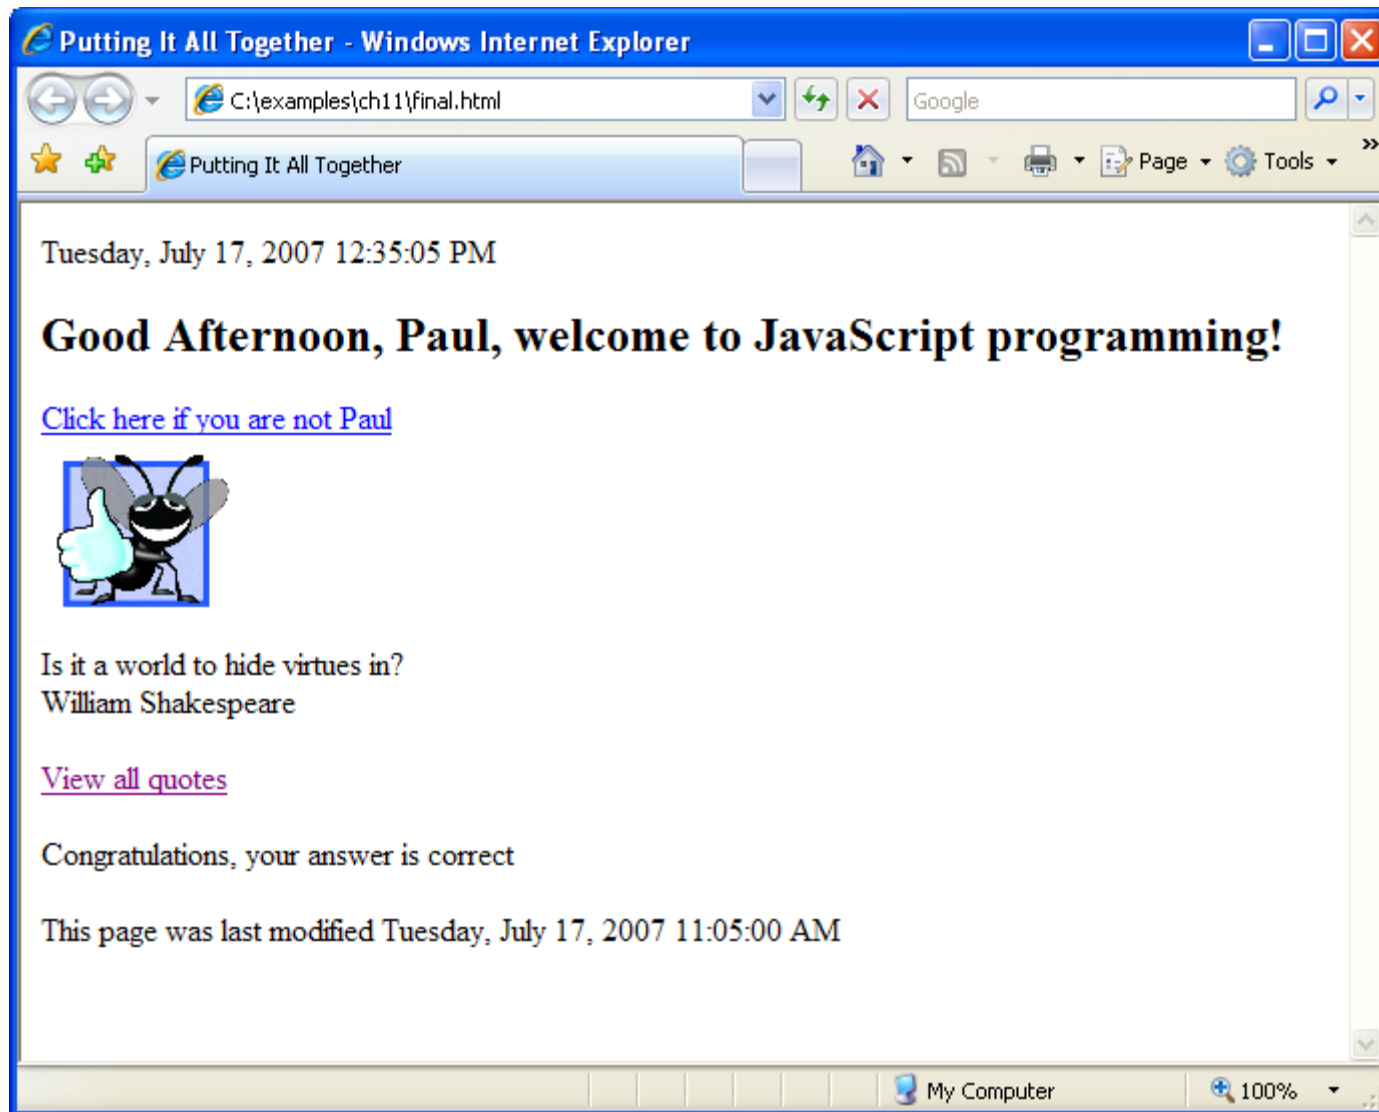 Putting It All Together - Windows Internet Explorer
C:\examples\ch11\final.html
Google
Putting It All Together
Page
Tools
»
Tuesday, July 17, 2007 12:35:05 PM
Good Afternoon, Paul, welcome to JavaScript programming!
Click here if you are not Paul
Is it a world to hide virtues in?
William Shakespeare
View all quotes
Congratulations, your answer is correct
This page was last modified Tuesday, July 17, 2007 11:05:00 AM
My Computer
100%